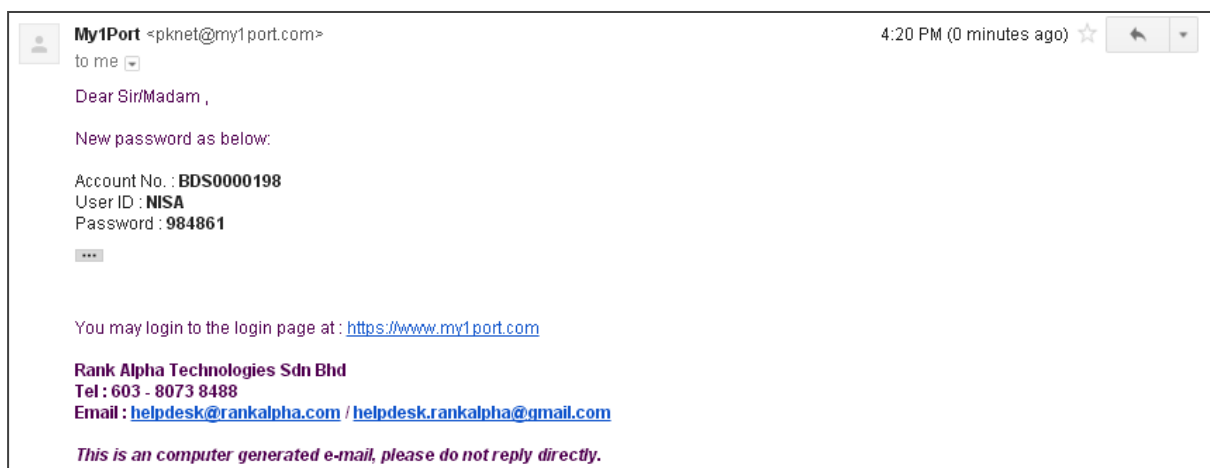 My1Port <pknet@my1port.com> 4:20 PM (0 minutes ago)
to me
Dear Sir/Madam ,
New password as below:
Account No. : BDS0000198
User ID : NISA
Password : 984861
You may login to the login page at : https://www.my1port.com
Rank Alpha Technologies Sdn Bhd
Tel : 603 - 8073 8488
Email : helpdesk@rankalpha.com / helpdesk.rankalpha@gmail.com
This is an computer generated e-mail, please do not reply directly.